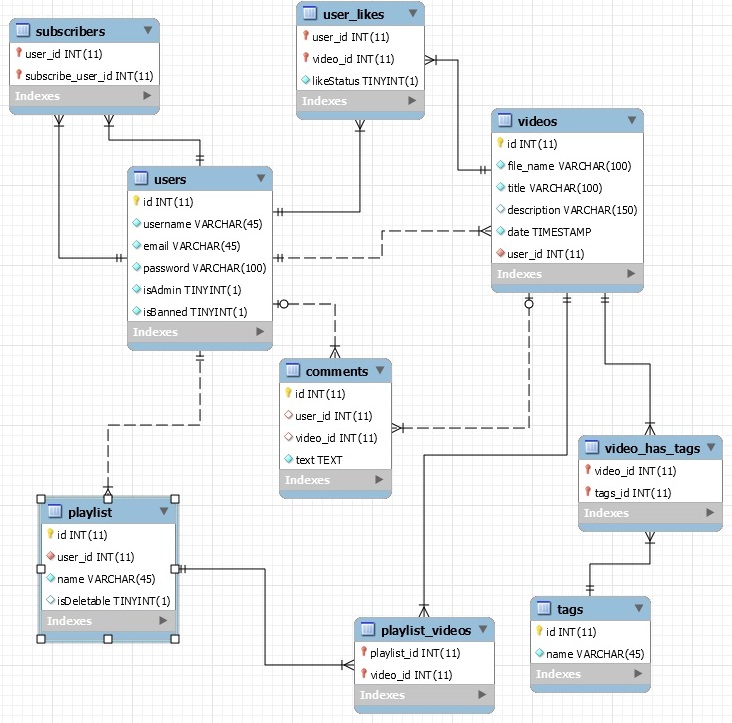 subscribers
user_id INT(11)
subscribe_user_id INT(11)
Indexes
user_likes
user_id INT(11)
video_id INT(11)
likeStatus TINYINT(1)
Indexes
videos
id INT(11)
file_name VARCHAR(100)
title VARCHAR(100)
description VARCHAR(150)
date TIMESTAMP
user_id INT(11)
Indexes
users
id INT(11)
username VARCHAR(45)
email VARCHAR(45)
password VARCHAR(100)
isAdmin TINYINT(1)
isBanned TINYINT(1)
Indexes
comments
id INT(11)
user_id INT(11)
video_id INT(11)
text TEXT
Indexes
video_has_tags
video_id INT(11)
tags_id INT(11)
Indexes
playlist
id INT(11)
user_id INT(11)
name VARCHAR(45)
isDeletable TINYINT(1)
Indexes
playlist_videos
playlist_id INT(11)
video_id INT(11)
Indexes
tags
id INT(11)
name VARCHAR(45)
Indexes